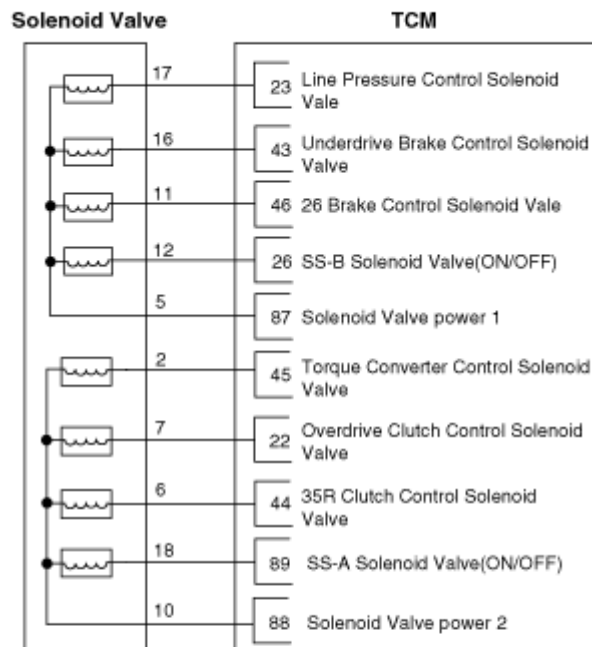 Solenoid Valve TCM
17 23 Line Pressure Control Solenoid
Vale
16 43 Underdrive Brake Control Solenoid
Valve
11 46 26 Brake Control Solenoid Vale
12 26 SS-B Solenoid Valve(ON/OFF)
5 87 Solenoid Valve power 1
2 45 Torque Converter Control Solenoid
Valve
7 22 Overdrive Clutch Control Solenoid
Valve
6 44 35R Clutch Control Solenoid
Valve
18 89 SS-A Solenoid Valve(ON/OFF)
10 88 Solenoid Valve power 2